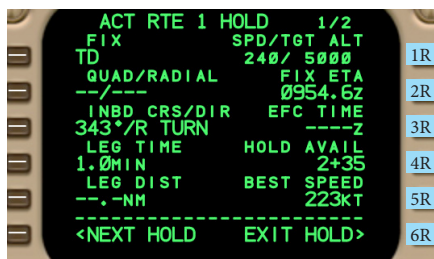 ACT RTE 1 HOLD 1/2
FIX SPD/TGT ALT
TD 240/ 5000
1R
QUAD/RADIAL FIX ETA
--/--- 0954.6z
2R
INBD CRS/DIR EFC TIME
343°/R TURN ----z
3R
LEG TIME HOLD AVAIL
1.0MIN 2+35
4R
LEG DIST BEST SPEED
--.-NM 223KT
5R
------------------------
<NEXT HOLD EXIT HOLD>
6R